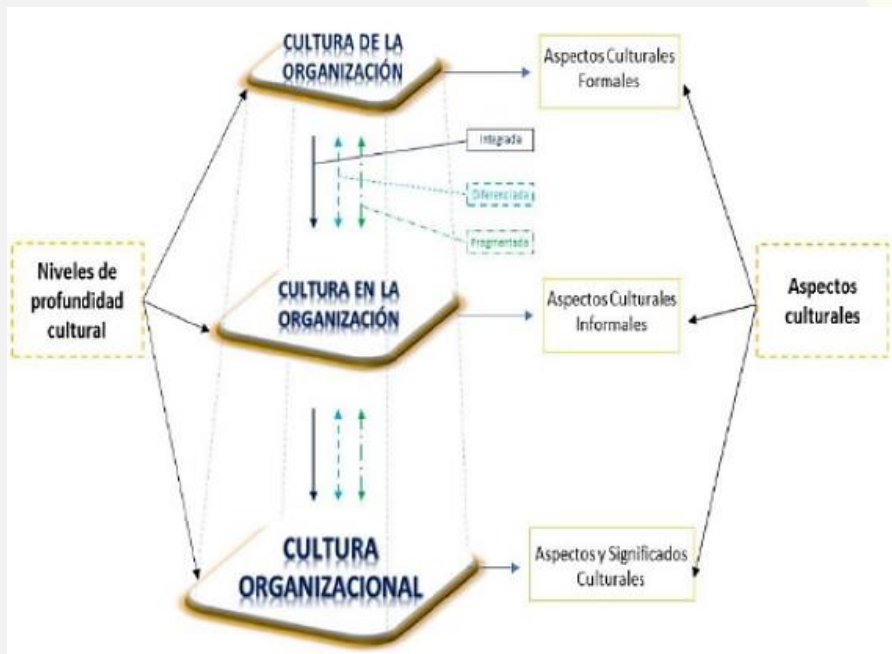 CULTURA DE LA
ORGANIZACIÓN
Aspectos Culturales
Formales
Integrada
Diferenciada
Fragmentada
Niveles de
profundidad
cultural
CULTURA EN LA
ORGANIZACIÓN
Aspectos Culturales
Informales
Aspectos
culturales
CULTURA
ORGANIZACIONAL
Aspectos y Significados
Culturales